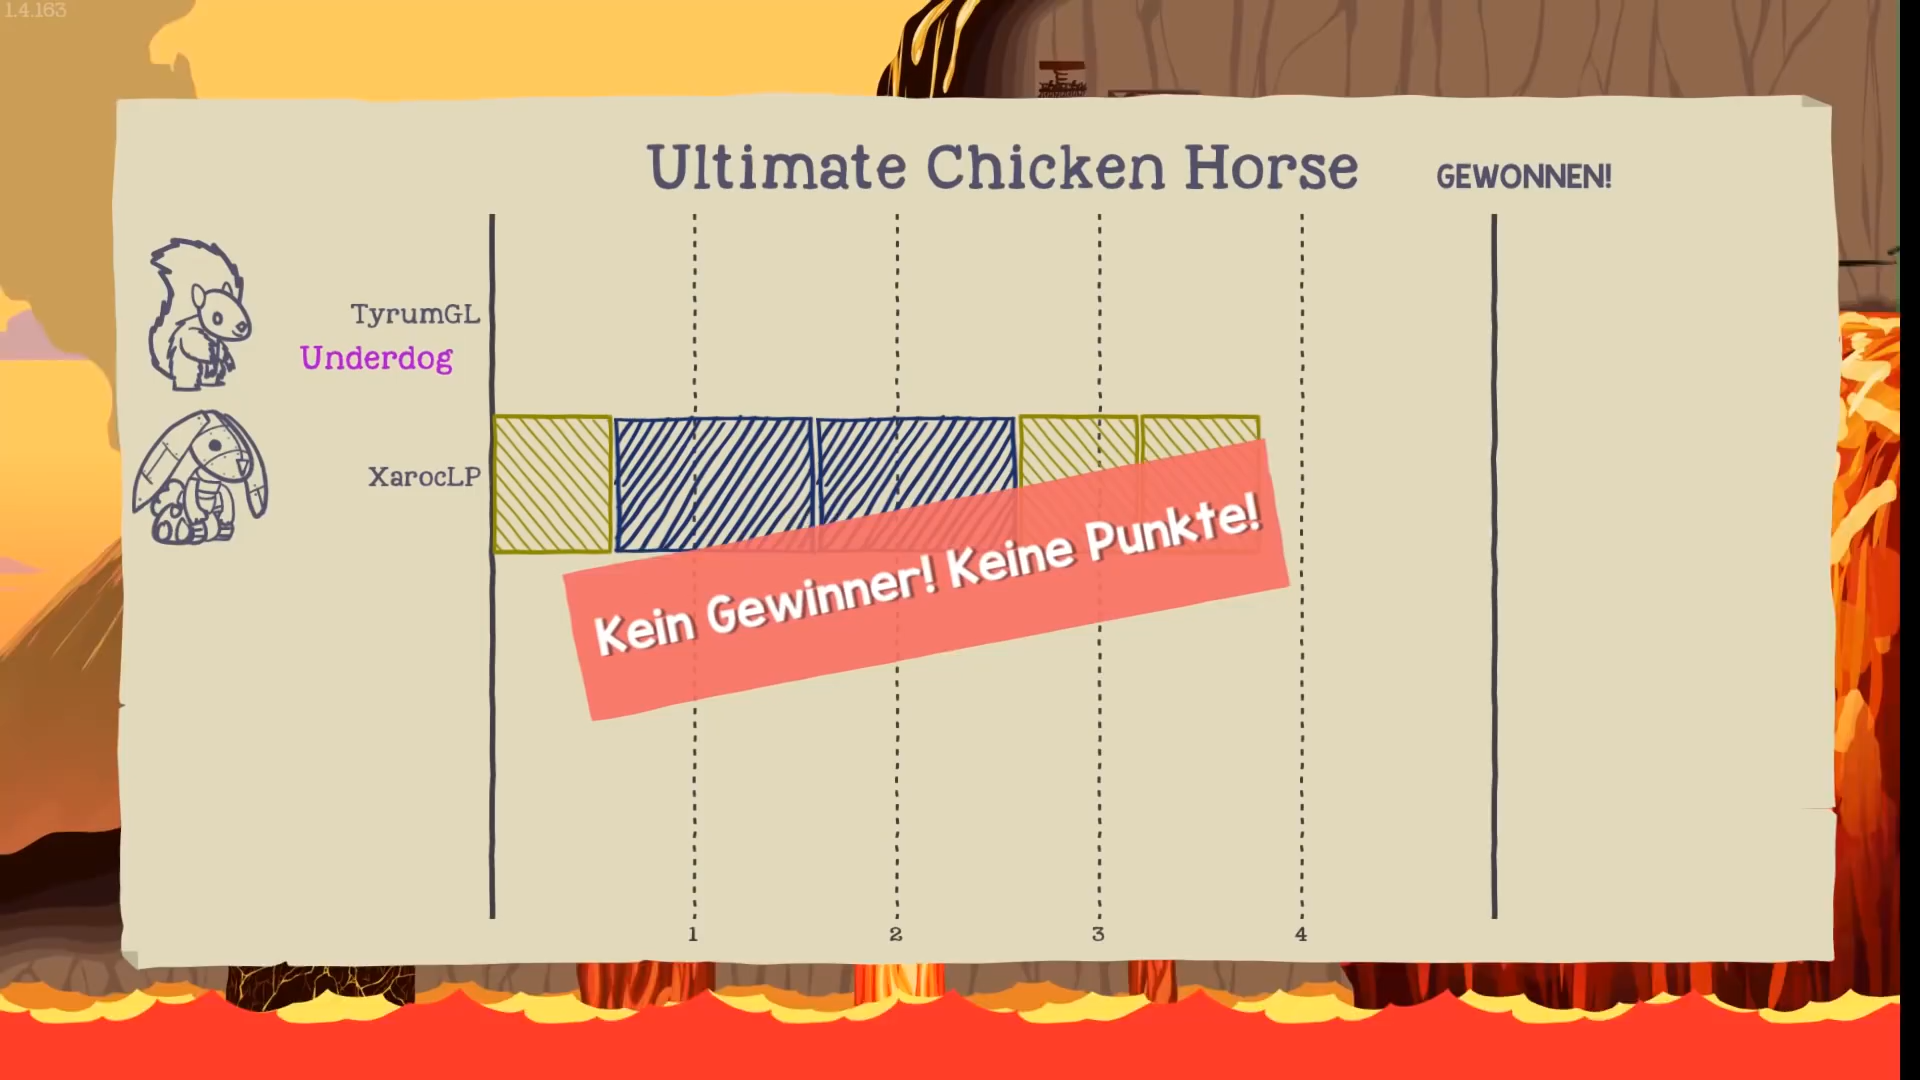 1.4.163
Ultimate Chicken Horse
GEWONNEN!
TyrumGL
Underdog
XarocLP
Kein Gewinner! Keine Punkte!
1 2 3 4